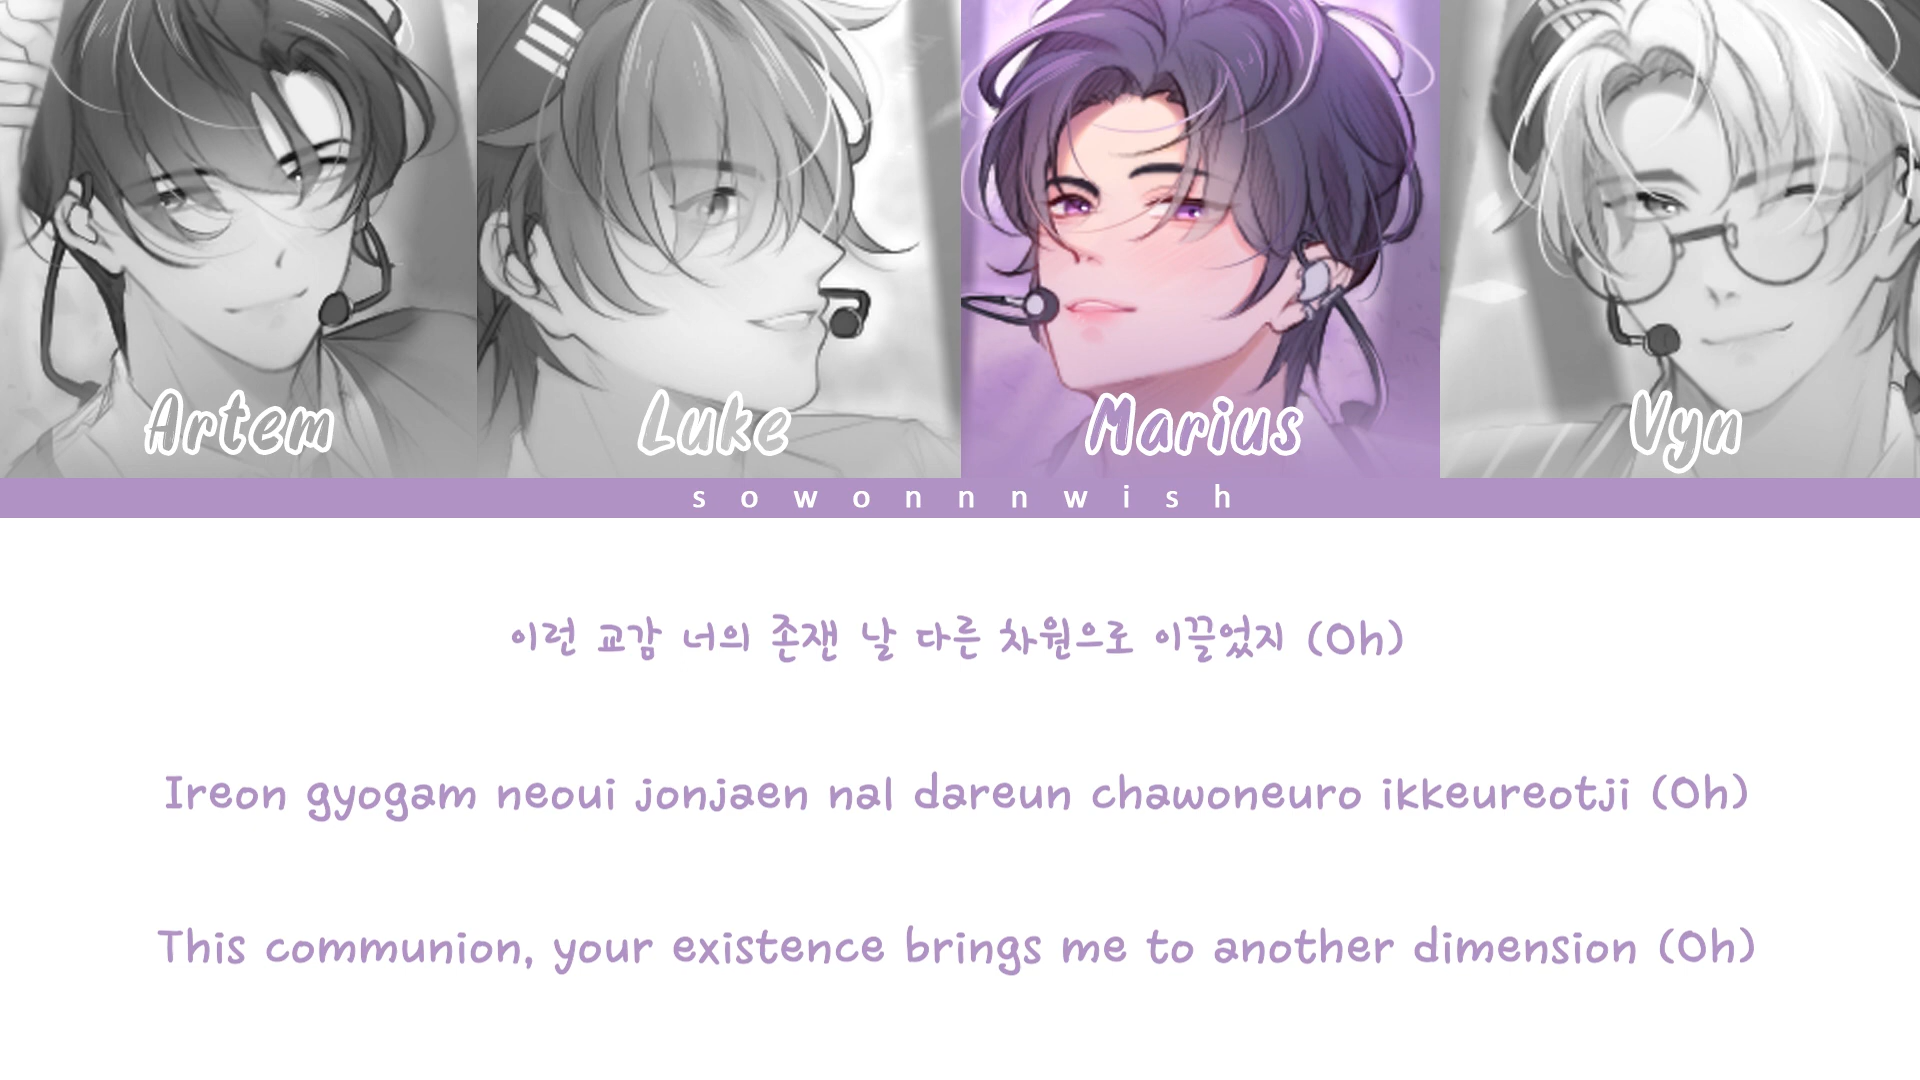 Artem
Luke
Marius
Vyn
sowonnnwish
이런 교감 너의 존잰 날 다른 차원으로 이끌었지 (Oh)
Ireon gyogam neoui jonjaen nal dareun chawoneuro ikkeureotji (Oh)
This communion, your existence brings me to another dimension (Oh)